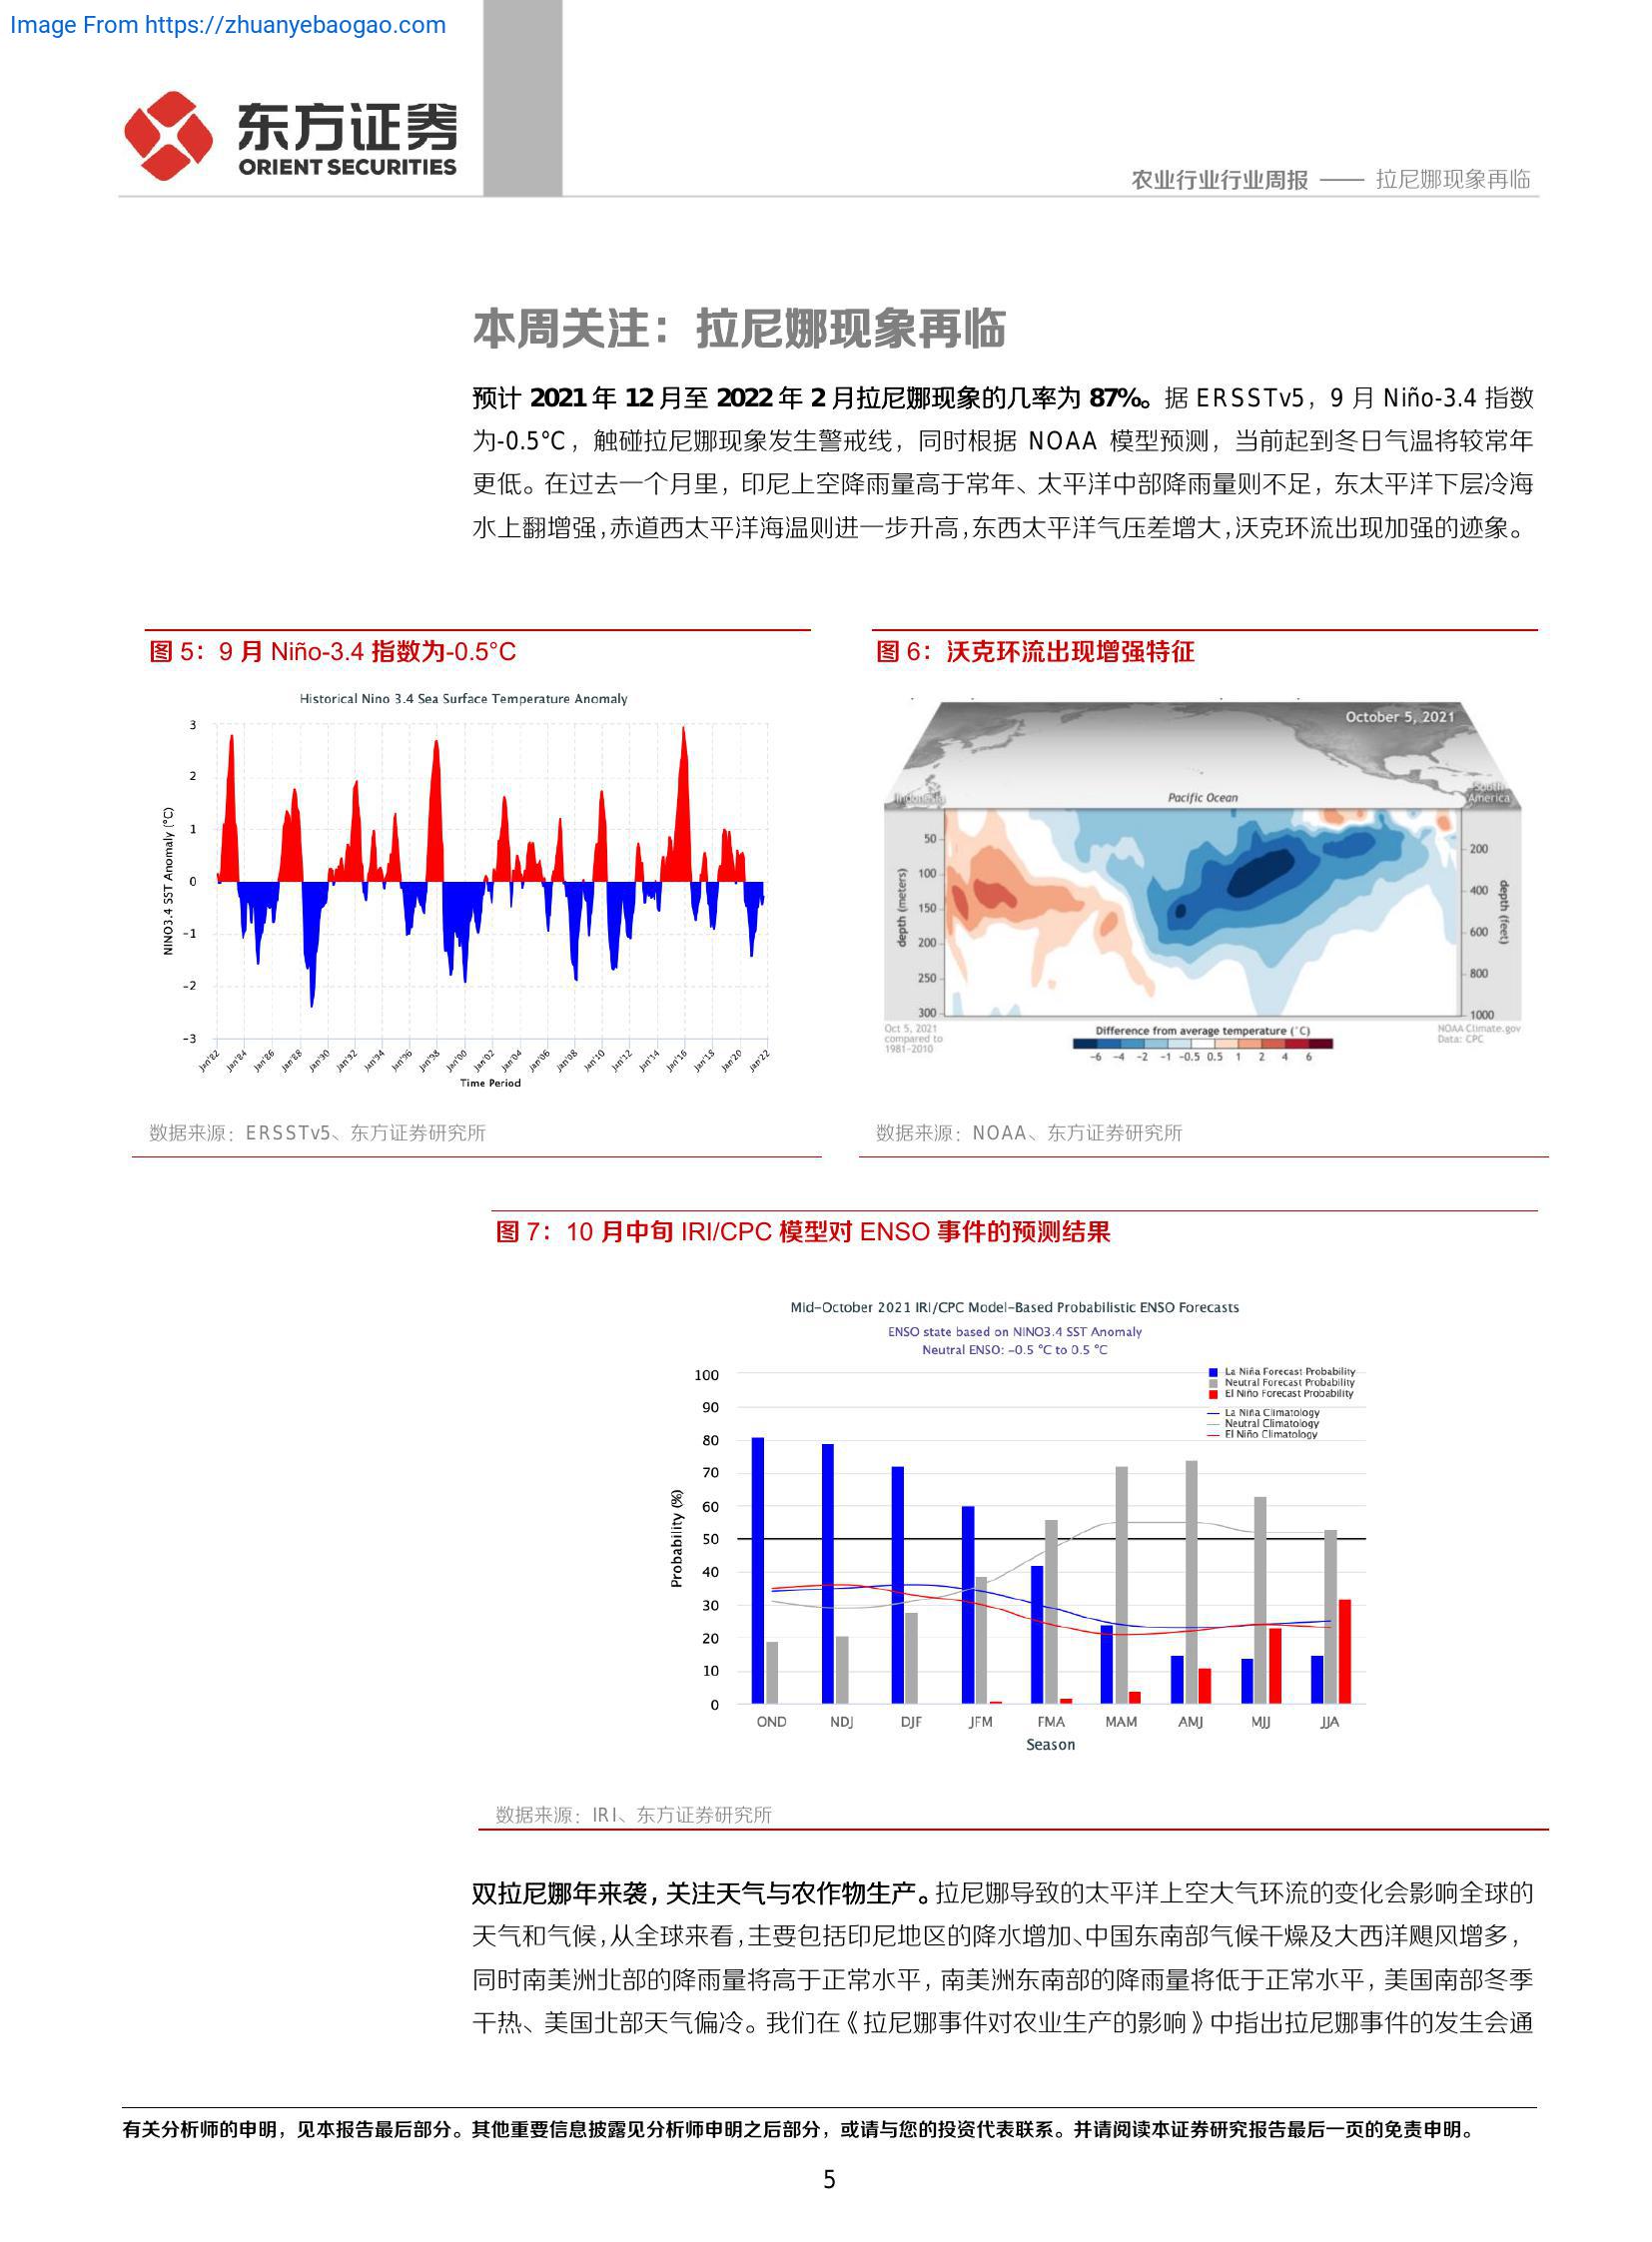 Image From https://zhuanyebaogao.com
东方证券
ORIENT SECURITIES
农业行业行业周报 —— 拉尼娜现象再临
本周关注：拉尼娜现象再临
预计 2021 年 12 月至 2022 年 2 月拉尼娜现象的几率为 87%。据 ERSSTv5，9 月 Niño-3.4 指数
为-0.5°C，触碰拉尼娜现象发生警戒线，同时根据 NOAA 模型预测，当前起到冬日气温将较常年
更低。在过去一个月里，印尼上空降雨量高于常年、太平洋中部降雨量则不足，东太平洋下层冷海
水上翻增强，赤道西太平洋海温则进一步升高，东西太平洋气压差增大，沃克环流出现加强的迹象。
图 5：9 月 Niño-3.4 指数为-0.5°C
Historical Nino 3.4 Sea Surface Temperature Anomaly
NINO3.4 SST Anomaly (°C)
3
2
1
0
-1
-2
-3
Jan'82 Jan'84 Jan'86 Jan'88 Jan'90 Jan'92 Jan'94 Jan'96 Jan'98 Jan'00 Jan'02 Jan'04 Jan'06 Jan'08 Jan'10 Jan'12 Jan'14 Jan'16 Jan'18 Jan'20 Jan'22
Time Period
数据来源：ERSSTv5、东方证券研究所
图 6：沃克环流出现增强特征
October 5, 2021
Indonesia
Pacific Ocean
South
America
depth (meters)
50
100
150
200
250
300
200
400
600
800
1000
depth (feet)
Oct 5, 2021
compared to
1981-2010
Difference from average temperature (°C)
-6 -4 -2 -1 -0.5 0.5 1 2 4 6
NOAA Climate.gov
Data: CPC
数据来源：NOAA、东方证券研究所
图 7：10 月中旬 IRI/CPC 模型对 ENSO 事件的预测结果
Mid-October 2021 IRI/CPC Model-Based Probabilistic ENSO Forecasts
ENSO state based on NINO3.4 SST Anomaly
Neutral ENSO: -0.5 °C to 0.5 °C
La Niña Forecast Probability
Neutral Forecast Probability
El Niño Forecast Probability
La Niña Climatology
Neutral Climatology
El Niño Climatology
Probability (%)
100
90
80
70
60
50
40
30
20
10
0
OND NDJ DJF JFM FMA MAM AMJ MJJ JJA
Season
数据来源：IRI、东方证券研究所
双拉尼娜年来袭，关注天气与农作物生产。拉尼娜导致的太平洋上空大气环流的变化会影响全球的
天气和气候，从全球来看，主要包括印尼地区的降水增加、中国东南部气候干燥及大西洋飓风增多，
同时南美洲北部的降雨量将高于正常水平，南美洲东南部的降雨量将低于正常水平，美国南部冬季
干热、美国北部天气偏冷。我们在《拉尼娜事件对农业生产的影响》中指出拉尼娜事件的发生会通
有关分析师的申明，见本报告最后部分。其他重要信息披露见分析师申明之后部分，或请与您的投资代表联系。并请阅读本证券研究报告最后一页的免责申明。
5